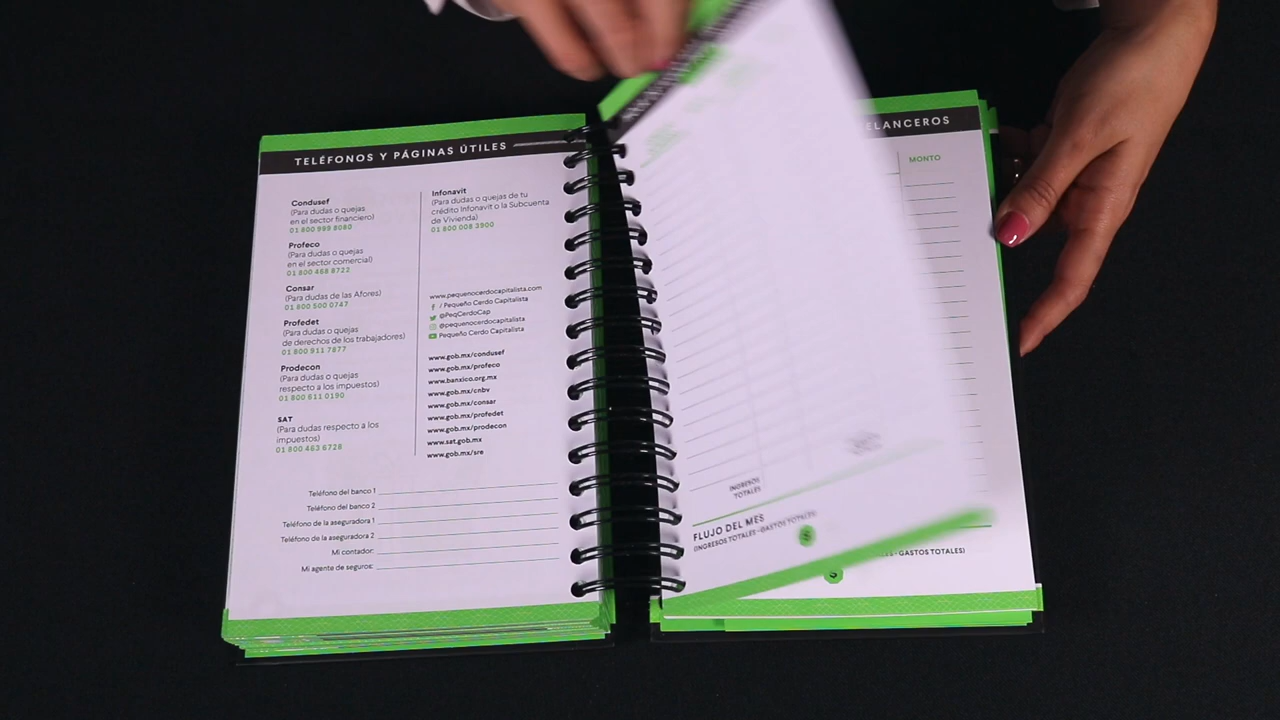 TELÉFONOS Y PÁGINAS ÚTILES
Condusef
(Para dudas o quejas
en el sector financiero)
01 800 999 8080
Profeco
(Para dudas o quejas
en el sector comercial)
01 800 468 8722
Consar
(Para dudas de las Afores)
01 800 500 0747
Profedet
(Para dudas o quejas
de derechos de los trabajadores)
01 800 911 7877
Prodecon
(Para dudas o quejas
respecto a los impuestos)
01 800 611 0190
SAT
(Para dudas respecto a los
impuestos)
01 800 463 6728
Infonavit
(Para dudas o quejas de tu
crédito Infonavit o la Subcuenta
de Vivienda)
01 800 008 3900
www.pequenocerdocapitalista.com
/ Pequeño Cerdo Capitalista
@PeqCerdoCap
@pequenocerdocapitalista
Pequeño Cerdo Capitalista
www.gob.mx/condusef
www.gob.mx/profeco
www.banxico.org.mx
www.gob.mx/cnbv
www.gob.mx/consar
www.gob.mx/profedet
www.gob.mx/prodecon
www.sat.gob.mx
www.gob.mx/sre
Teléfono del banco 1
Teléfono del banco 2
Teléfono de la aseguradora 1
Teléfono de la aseguradora 2
Mi contador:
Mi agente de seguros:
INGRESOS
TOTALES
FLUJO DEL MES
(INGRESOS TOTALES - GASTOS TOTALES)
$
ELANCEROS
MONTO
ES - GASTOS TOTALES)
$